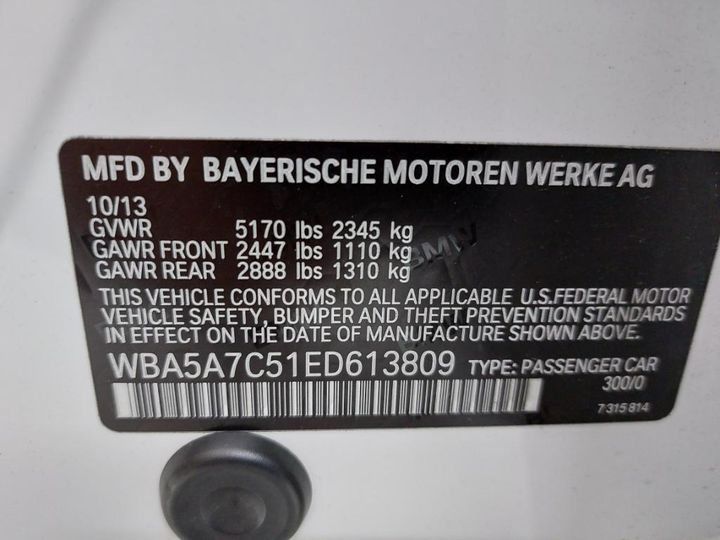 MFD BY BAYERISCHE MOTOREN WERKE AG
10/13
GVWR 5170 lbs 2345 kg
GAWR FRONT 2447 lbs 1110 kg
GAWR REAR 2888 lbs 1310 kg
BMW
THIS VEHICLE CONFORMS TO ALL APPLICABLE U.S.FEDERAL MOTOR
VEHICLE SAFETY, BUMPER AND THEFT PREVENTION STANDARDS
IN EFFECT ON THE DATE OF MANUFACTURE SHOWN ABOVE.
WBA5A7C51ED613809 TYPE: PASSENGER CAR
300/0
7 315 814